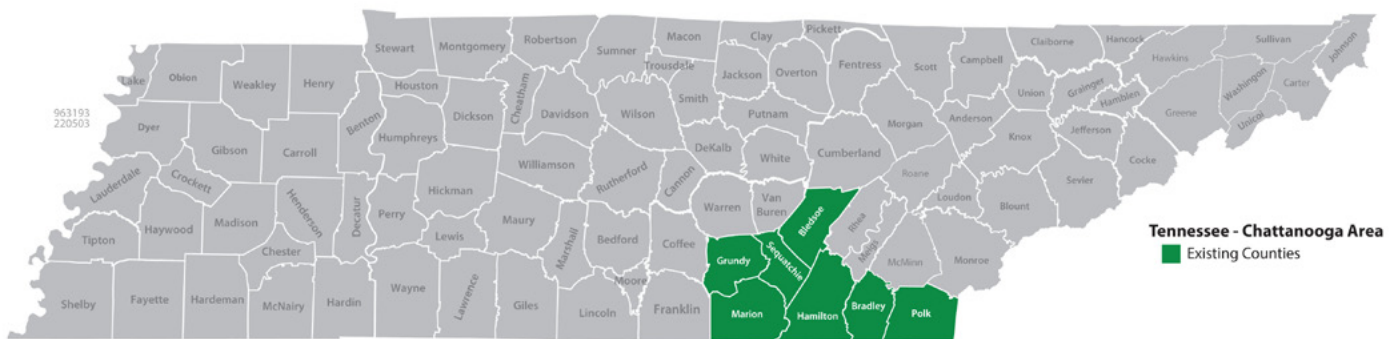 Lake
Obion
Weakley
Henry
Stewart
Montgomery
Robertson
Sumner
Macon
Clay
Pickett
Trousdale
Houston
Cheatham
Jackson
Overton
Fentress
Scott
Campbell
Claiborne
Hancock
Hawkins
Sullivan
Johnson
963193
220503
Dyer
Gibson
Carroll
Benton
Humphreys
Dickson
Davidson
Wilson
Smith
Putnam
Morgan
Anderson
Union
Grainger
Hamblen
Greene
Washingon
Carter
Unicoi
Lauderdale
Crockett
Henderson
Decatur
Perry
Hickman
Williamson
Rutherford
Cannon
DeKalb
White
Cumberland
Roane
Knox
Jefferson
Cocke
Sevier
Blount
Loudon
Tipton
Haywood
Madison
Chester
Lewis
Maury
Marshall
Bedford
Coffee
Warren
Van
Buren
Bledsoe
Rhea
Meigs
McMinn
Monroe
Shelby
Fayette
Hardeman
McNairy
Hardin
Wayne
Lawrence
Giles
Lincoln
Moore
Franklin
Grundy
Sequatchie
Marion
Hamilton
Bradley
Polk
Tennessee - Chattanooga Area
Existing Counties